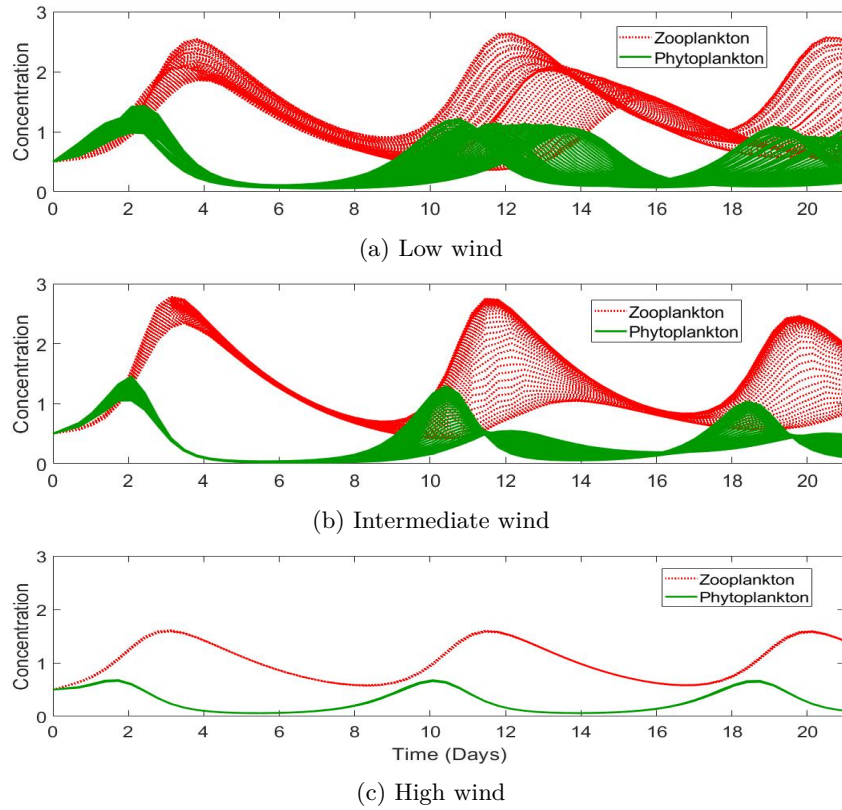 3
2
1
0
Concentration
Zooplankton
Phytoplankton
0 2 4 6 8 10 12 14 16 18 20
(a) Low wind
3
2
1
0
Concentration
Zooplankton
Phytoplankton
0 2 4 6 8 10 12 14 16 18 20
(b) Intermediate wind
3
2
1
0
Concentration
Zooplankton
Phytoplankton
0 2 4 6 8 10 12 14 16 18 20
Time (Days)
(c) High wind